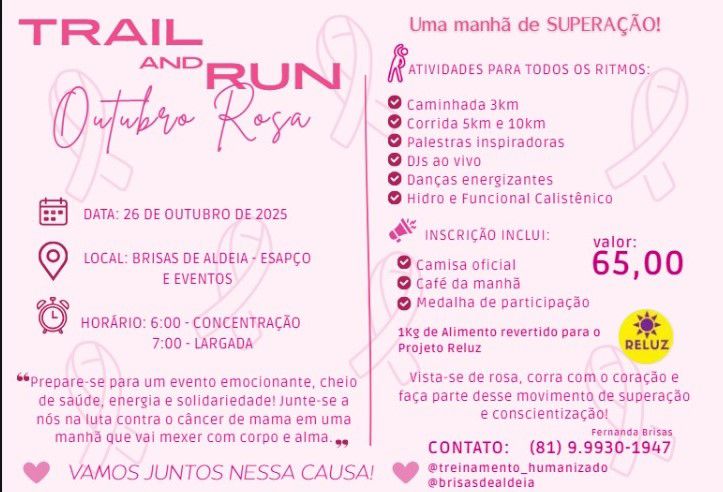 TRAIL
AND
RUN
Outubro Rosa
DATA: 26 DE OUTUBRO DE 2025
LOCAL: BRISAS DE ALDEIA - ESAPÇO
E EVENTOS
HORÁRIO: 6:00 - CONCENTRAÇÃO
7:00 - LARGADA
❝Prepare-se para um evento emocionante, cheio
de saúde, energia e solidariedade! Junte-se a
nós na luta contra o câncer de mama em uma
manhã que vai mexer com corpo e alma.❞
VAMOS JUNTOS NESSA CAUSA!
Uma manhã de SUPERAÇÃO!
ATIVIDADES PARA TODOS OS RITMOS:
Caminhada 3km
Corrida 5km e 10km
Palestras inspiradoras
DJs ao vivo
Danças energizantes
Hidro e Funcional Calistênico
INSCRIÇÃO INCLUI:
Camisa oficial
Café da manhã
Medalha de participação
valor:
65,00
1Kg de Alimento revertido para o
Projeto Reluz
RELUZ
Vista-se de rosa, corra com o coração e
faça parte desse movimento de superação
e conscientização!
Fernanda Brisas
CONTATO: (81) 9.9930-1947
@treinamento_humanizado
@brisasdealdeia